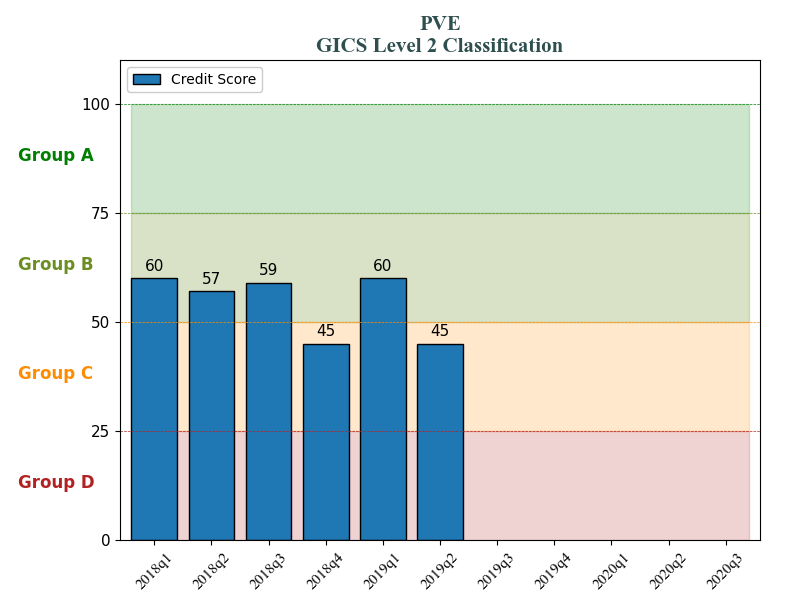 PVE
GICS Level 2 Classification
Credit Score
100
Group A
75
Group B
60
57
59
45
60
45
50
Group C
25
Group D
0
2018q1
2018q2
2018q3
2018q4
2019q1
2019q2
2019q3
2019q4
2020q1
2020q2
2020q3